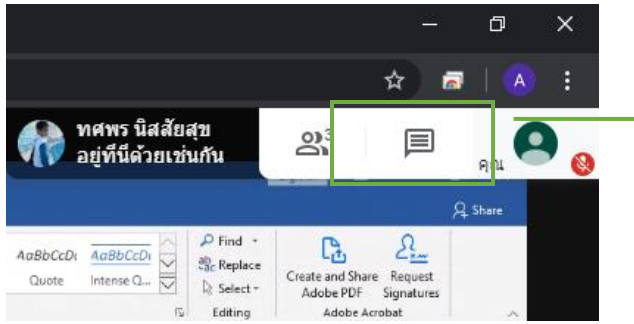 A
ทศพร นิสสัยสุข
อยู่ที่นี่ด้วยเช่นกัน
3
คุณ
Share
AaBbCcDc AaBbCcDc
Quote Intense Q...
Find
Replace
Select
Editing
Create and Share Adobe PDF
Request Signatures
Adobe Acrobat